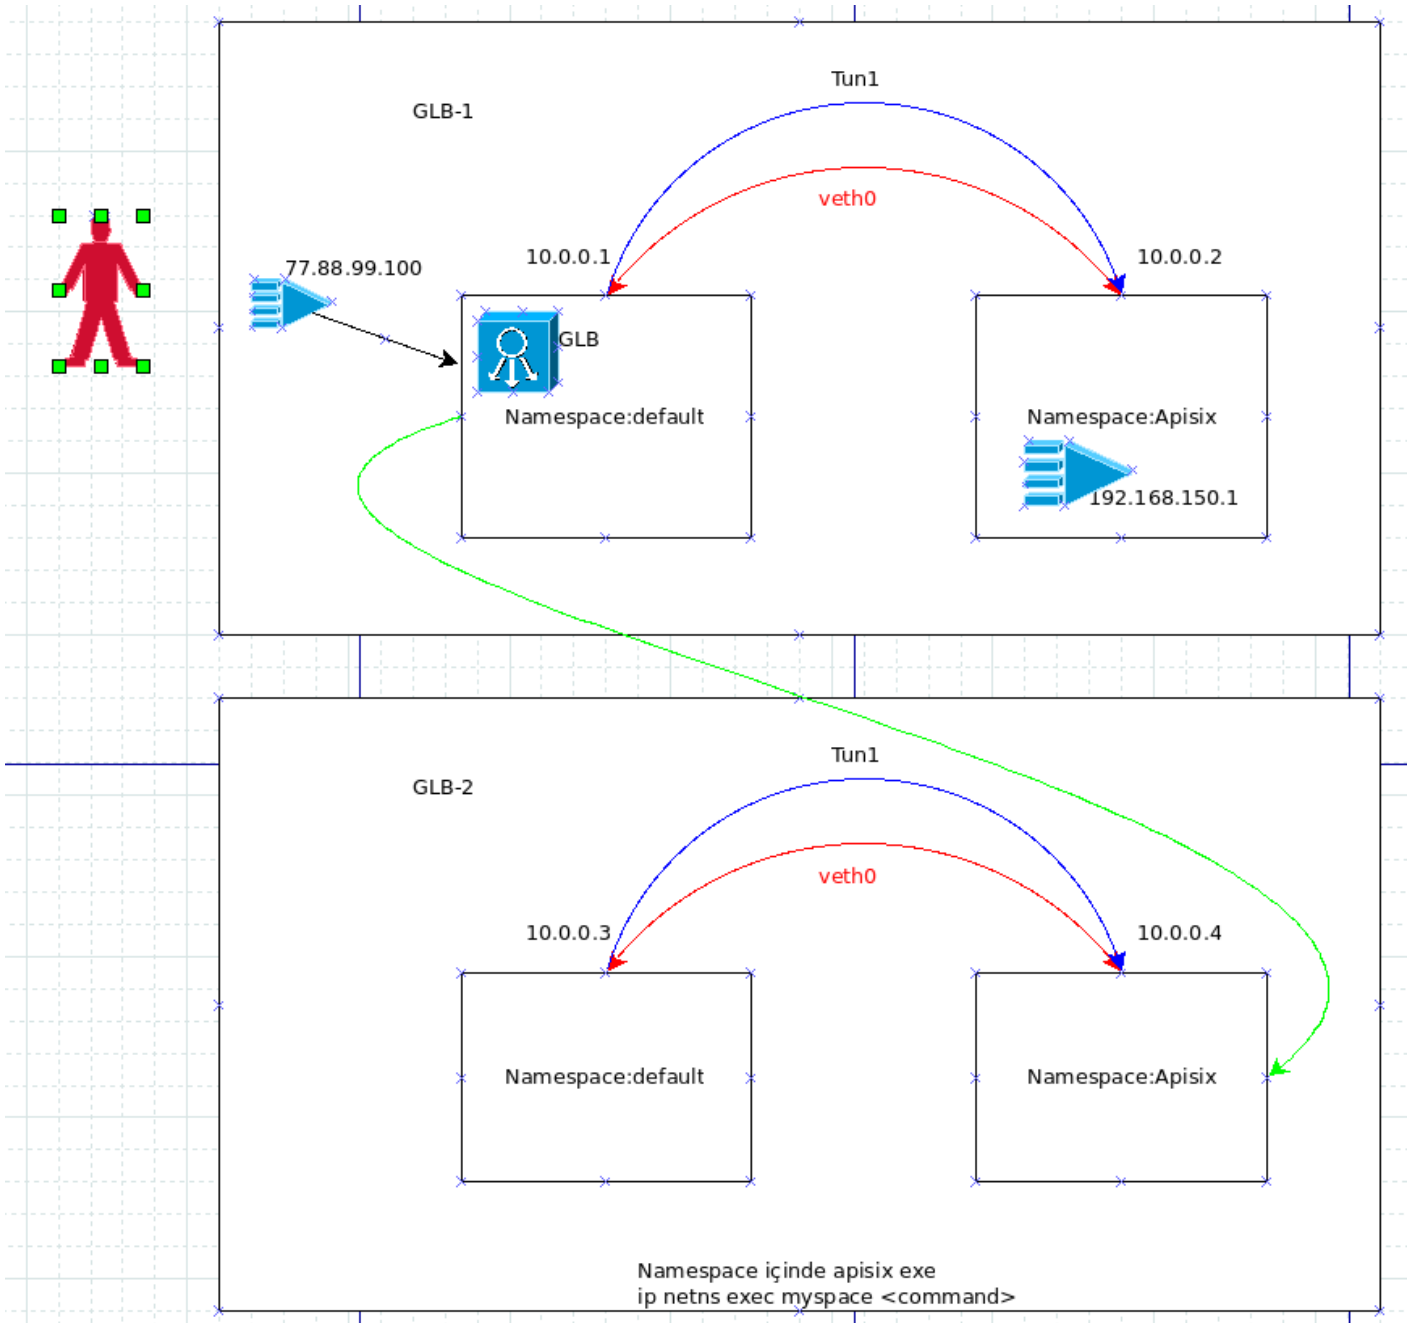 Tun1
GLB-1
veth0
10.0.0.1
10.0.0.2
77.88.99.100
GLB
Namespace:default
Namespace:Apisix
192.168.150.1
Tun1
GLB-2
veth0
10.0.0.3
10.0.0.4
Namespace:default
Namespace:Apisix
Namespace içinde apisix exe
ip netns exec myspace <command>